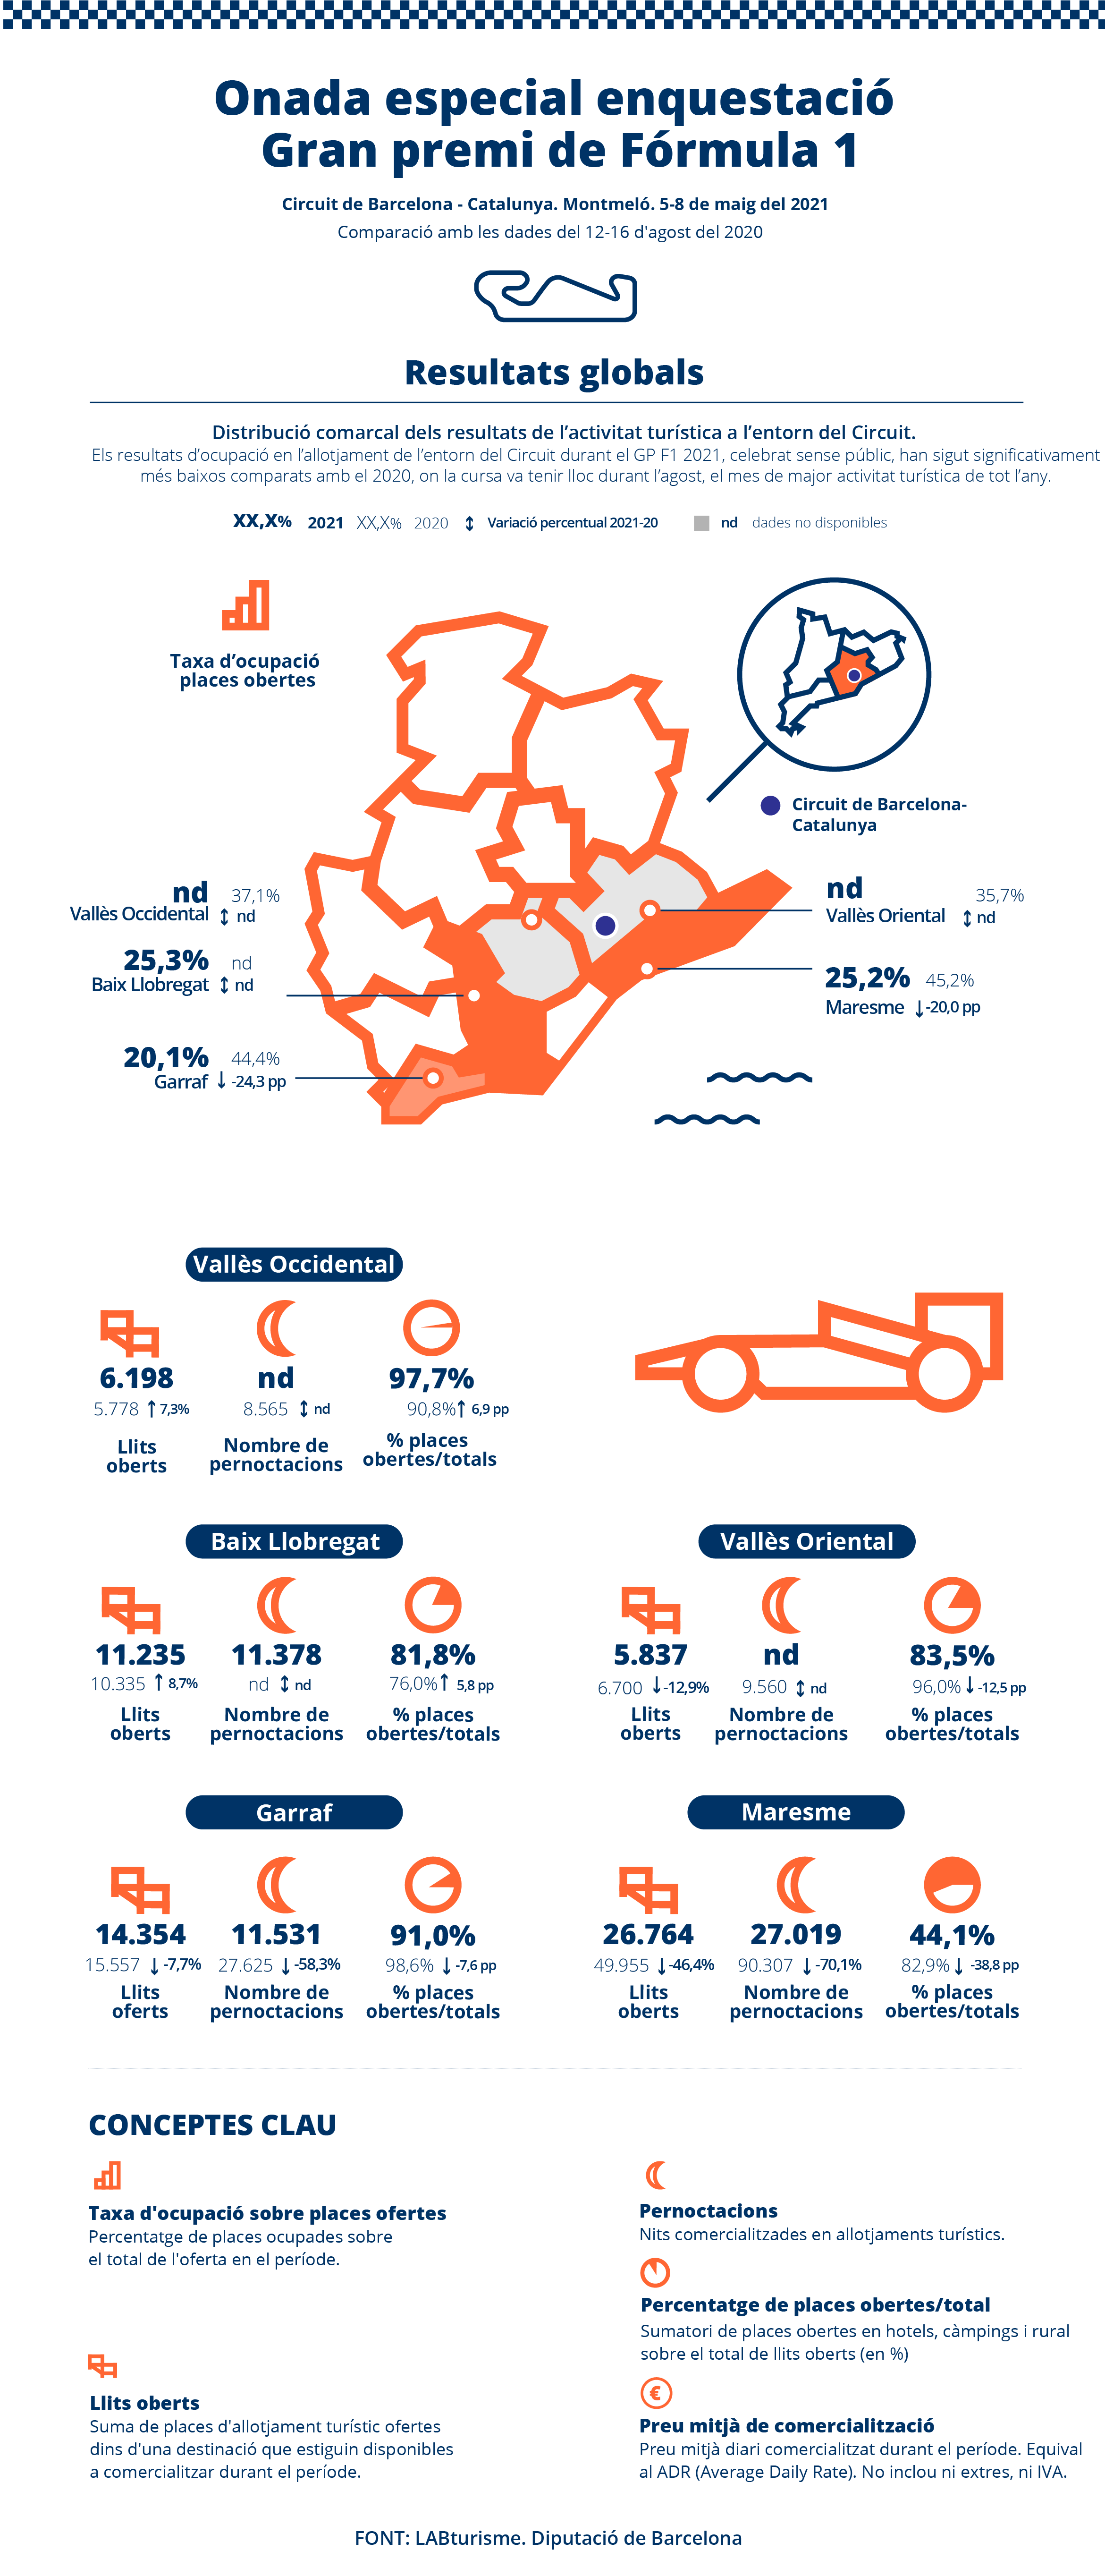 Onada especial enquestació
Gran premi de Fórmula 1
Circuit de Barcelona - Catalunya. Montmeló. 5-8 de maig del 2021
Comparació amb les dades del 12-16 d'agost del 2020
Resultats globals
Distribució comarcal dels resultats de l’activitat turística a l’entorn del Circuit.
Els resultats d’ocupació en l’allotjament de l’entorn del Circuit durant el GP F1 2021, celebrat sense públic, han sigut significativament
més baixos comparats amb el 2020, on la cursa va tenir lloc durant l’agost, el mes de major activitat turística de tot l’any.
XX,X% 2021 XX,X% 2020 ↕ Variació percentual 2021-20 nd dades no disponibles
Taxa d’ocupació
places obertes
Circuit de Barcelona-
Catalunya
nd 37,1%
Vallès Occidental ↕ nd
25,3% nd
Baix Llobregat ↕ nd
20,1% 44,4%
Garraf ↓ -24,3 pp
nd 35,7%
Vallès Oriental ↕ nd
25,2% 45,2%
Maresme ↓ -20,0 pp
Vallès Occidental
6.198 nd 97,7%
5.778 ↑ 7,3% 8.565 ↕ nd 90,8% ↑ 6,9 pp
Llits
oberts
Nombre de
pernoctacions
% places
obertes/totals
Baix Llobregat
11.235 11.378 81,8%
10.335 ↑ 8,7% nd ↕ nd 76,0% ↑ 5,8 pp
Llits
oberts
Nombre de
pernoctacions
% places
obertes/totals
Vallès Oriental
5.837 nd 83,5%
6.700 ↓ -12,9% 9.560 ↕ nd 96,0% ↓ -12,5 pp
Llits
oberts
Nombre de
pernoctacions
% places
obertes/totals
Garraf
14.354 11.531 91,0%
15.557 ↓ -7,7% 27.625 ↓ -58,3% 98,6% ↓ -7,6 pp
Llits
oferts
Nombre de
pernoctacions
% places
obertes/totals
Maresme
26.764 27.019 44,1%
49.955 ↓ -46,4% 90.307 ↓ -70,1% 82,9% ↓ -38,8 pp
Llits
oberts
Nombre de
pernoctacions
% places
obertes/totals
CONCEPTES CLAU
Taxa d'ocupació sobre places ofertes
Percentatge de places ocupades sobre
el total de l'oferta en el període.
Llits oberts
Suma de places d'allotjament turístic ofertes
dins d'una destinació que estiguin disponibles
a comercialitzar durant el període.
Pernoctacions
Nits comercialitzades en allotjaments turístics.
Percentatge de places obertes/total
Sumatori de places obertes en hotels, càmpings i rural
sobre el total de llits oberts (en %)
€
Preu mitjà de comercialització
Preu mitjà diari comercialitzat durant el període. Equival
al ADR (Average Daily Rate). No inclou ni extres, ni IVA.
FONT: LABturisme. Diputació de Barcelona